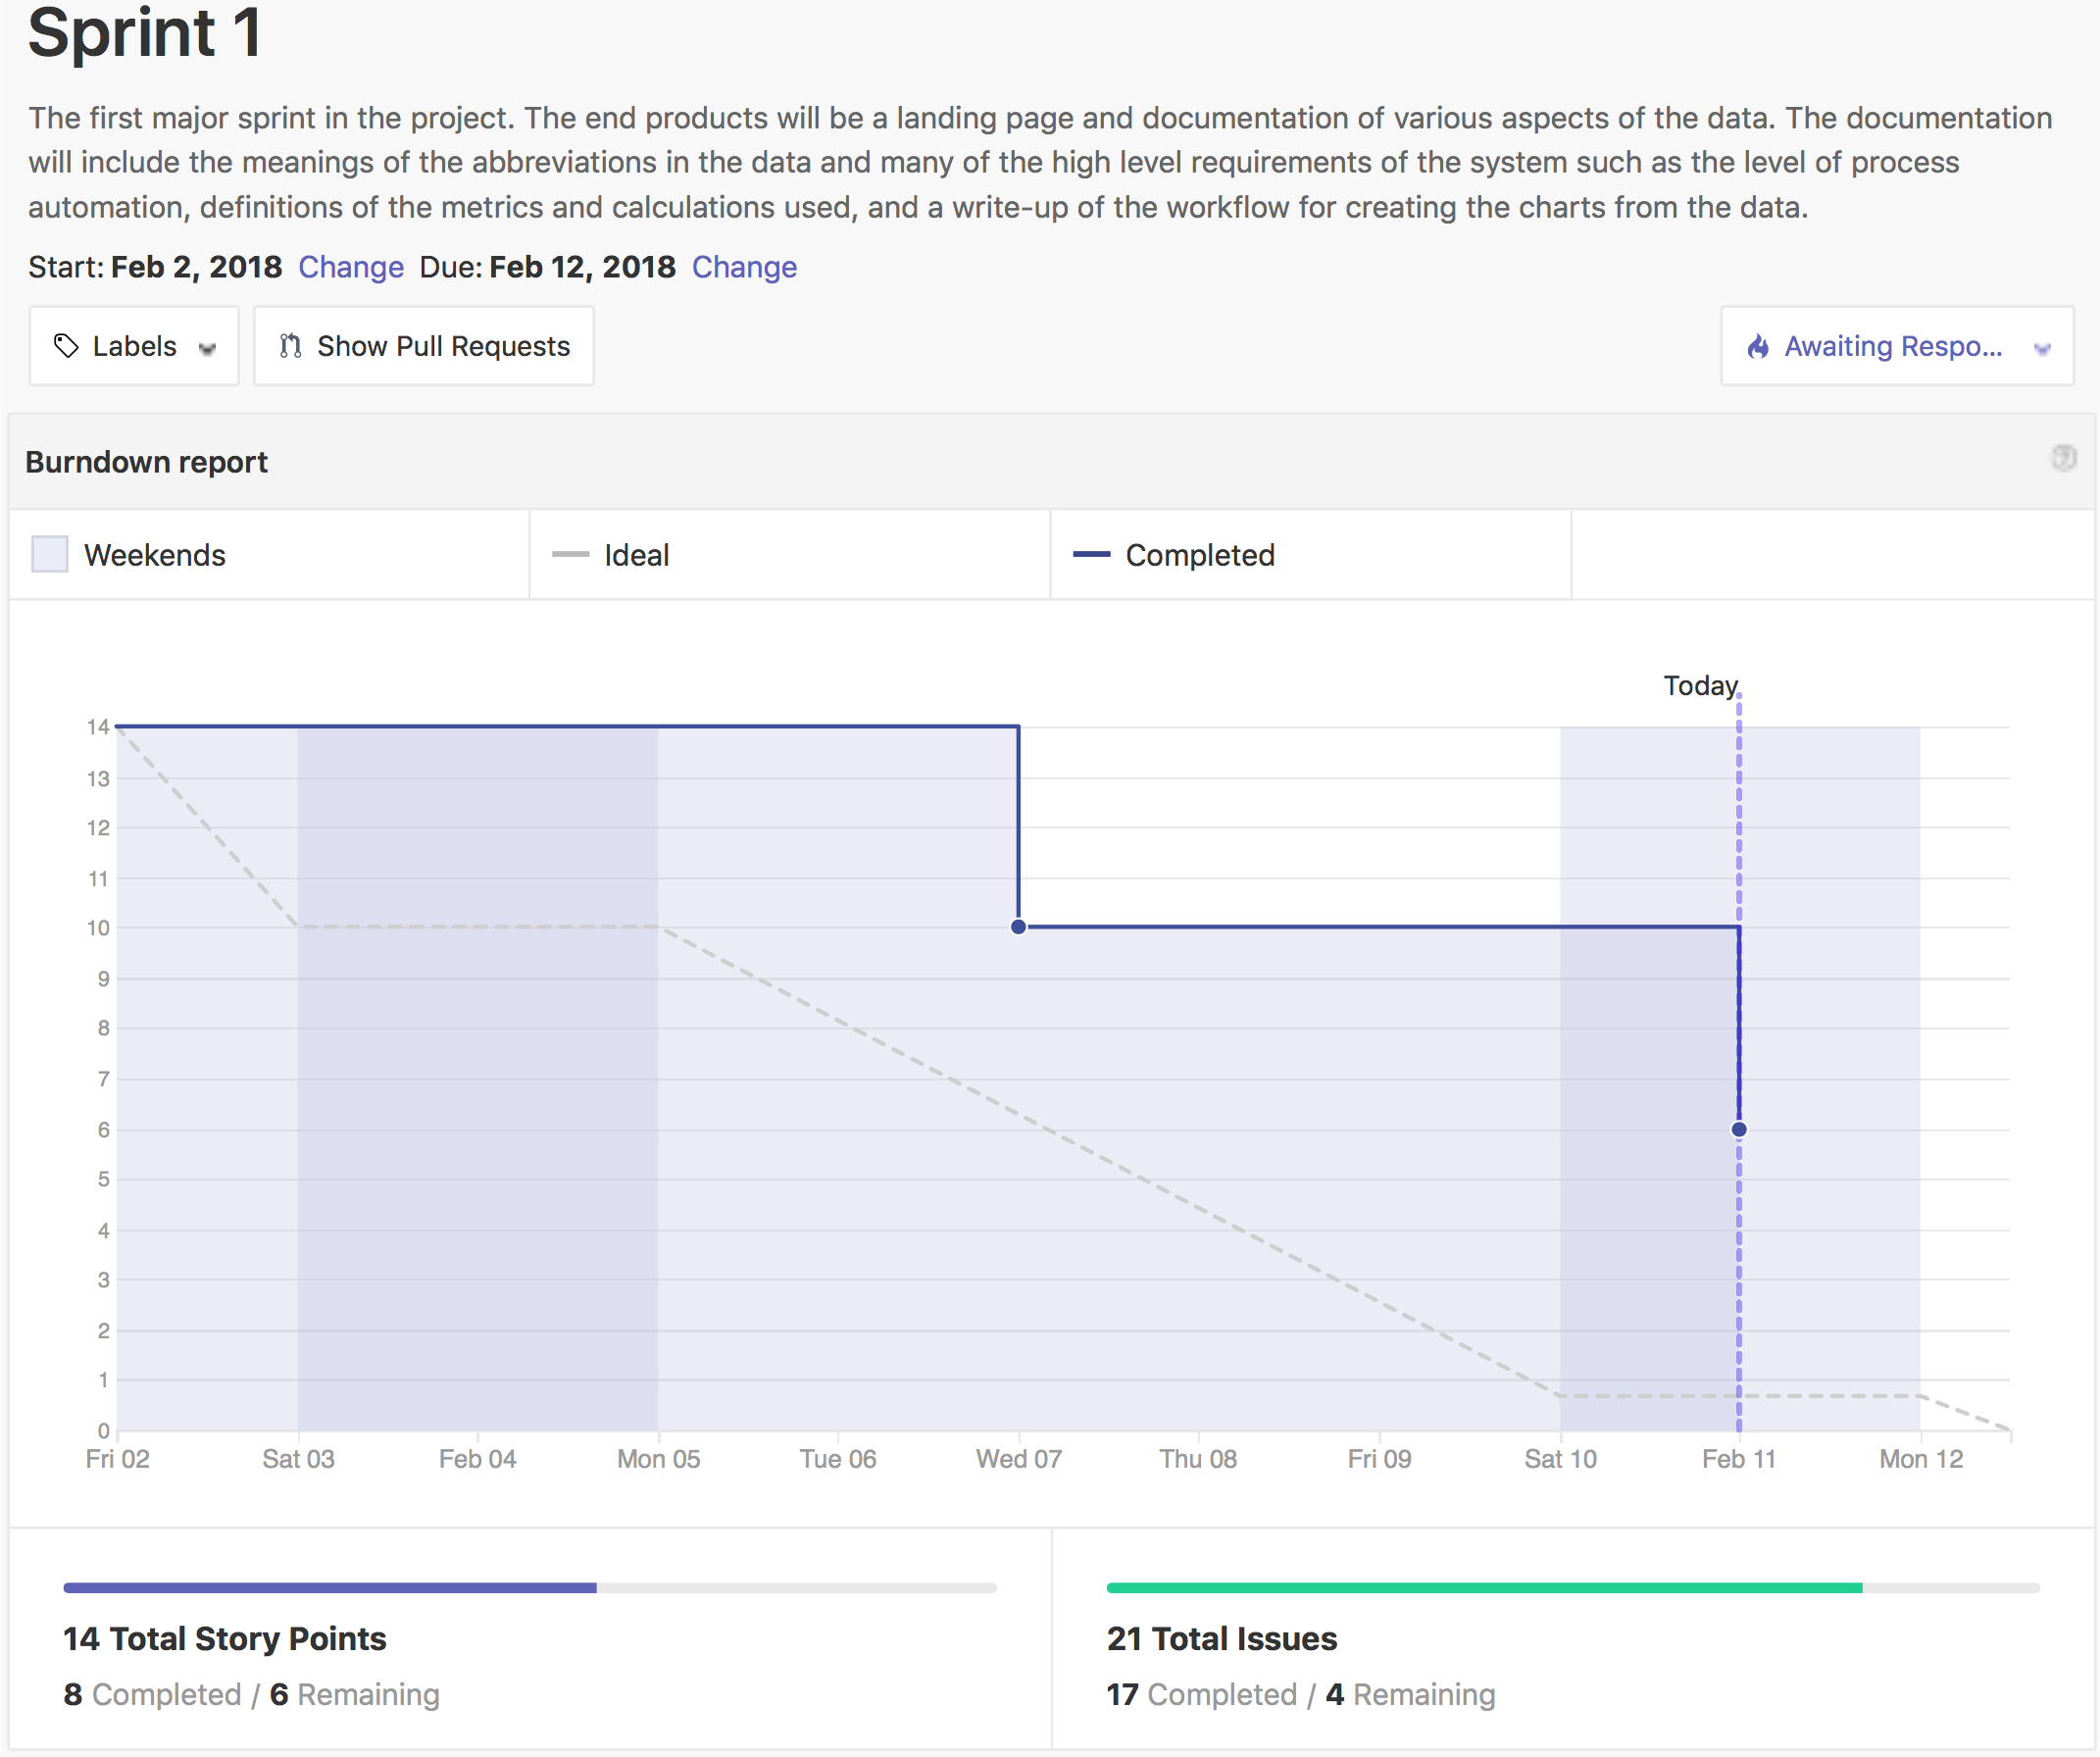 Sprint 1
The first major sprint in the project. The end products will be a landing page and documentation of various aspects of the data. The documentation
will include the meanings of the abbreviations in the data and many of the high level requirements of the system such as the level of process
automation, definitions of the metrics and calculations used, and a write-up of the workflow for creating the charts from the data.
Start: Feb 2, 2018 Change Due: Feb 12, 2018 Change
Labels Show Pull Requests Awaiting Respo...
Burndown report ?
Weekends Ideal Completed
Today
14
13
12
11
10
9
8
7
6
5
4
3
2
1
0
Fri 02 Sat 03 Feb 04 Mon 05 Tue 06 Wed 07 Thu 08 Fri 09 Sat 10 Feb 11 Mon 12
14 Total Story Points
8 Completed / 6 Remaining
21 Total Issues
17 Completed / 4 Remaining